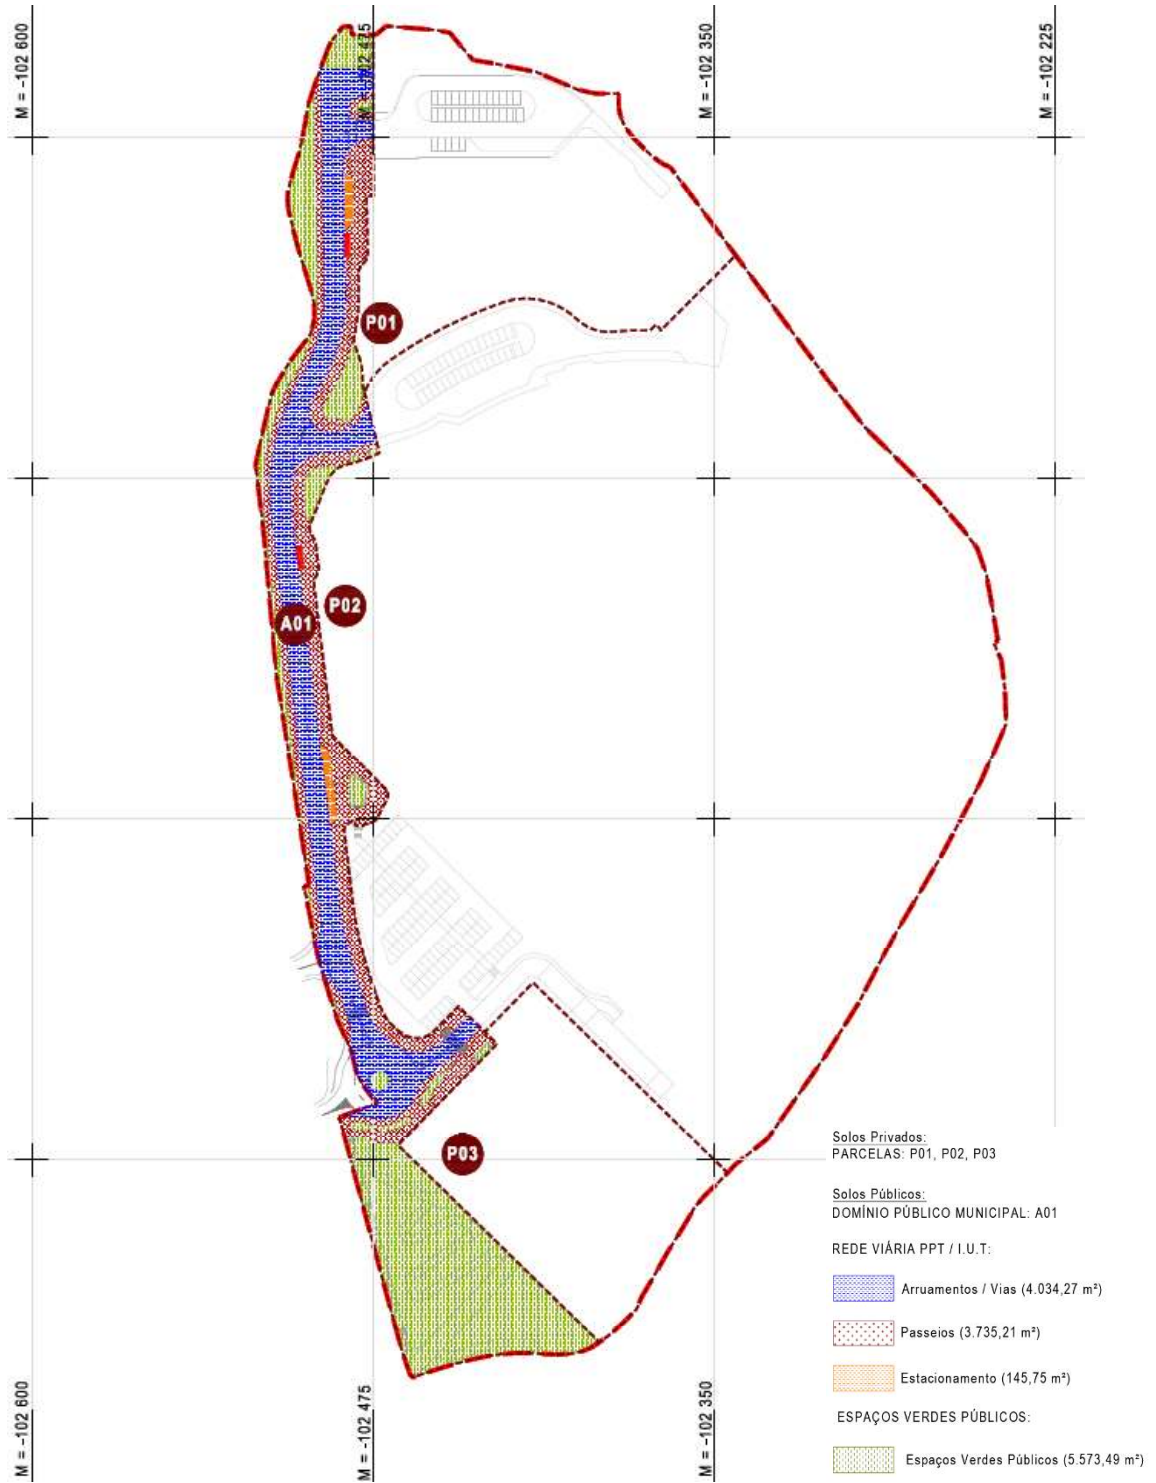 M = -102 600
M = -102 475
M = -102 350
M = -102 225
P01
P02
A01
P03
Solos Privados:
PARCELAS: P01, P02, P03
Solos Públicos:
DOMÍNIO PÚBLICO MUNICIPAL: A01
REDE VIÁRIA PPT / I.U.T:
Arruamentos / Vias (4.034,27 m²)
Passeios (3.735,21 m²)
Estacionamento (145,75 m²)
ESPAÇOS VERDES PÚBLICOS:
Espaços Verdes Públicos (5.573,49 m²)
M = -102 600
M = -102 475
M = -102 350